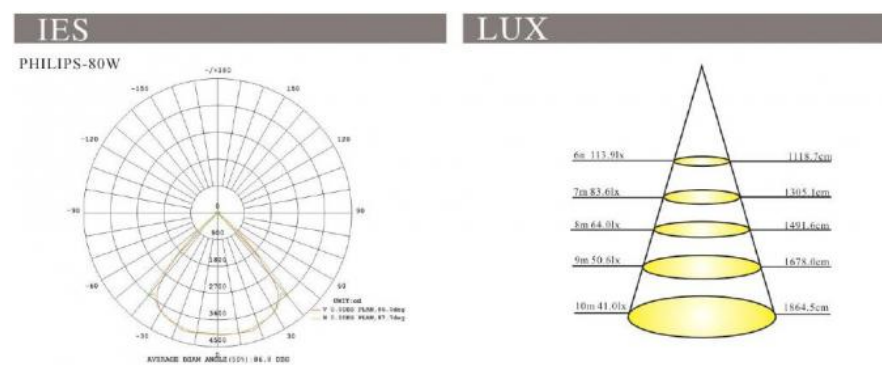 IES
LUX
PHILIPS-80W
-/+180
-150
150
-120
120
-90
90
-60
60
-30
30
0
0
900
1800
2700
3600
4500
UNIT:cd
AVERAGE BEAM ANGLE(50%):86.8 DEG
6m 113.9lx
1118.7cm
7m 83.6lx
1305.1cm
8m 64.0lx
1491.6cm
9m 50.6lx
1678.0cm
10m 41.0lx
1864.5cm